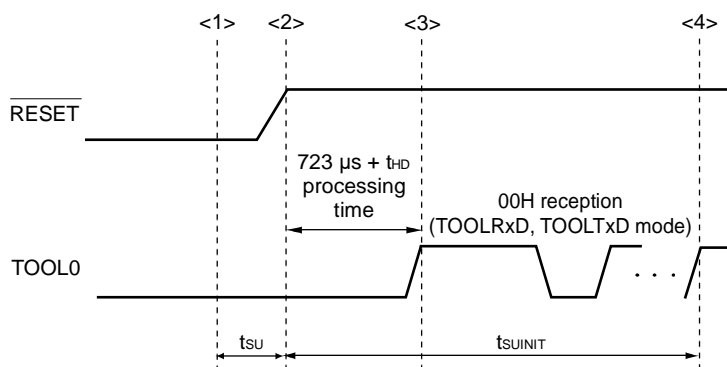 <1> <2> <3> <4>
RESET
723 µs + tHD
processing
time
00H reception
(TOOLRxD, TOOLTxD mode)
TOOL0
. . .
tSU
tSUINIT